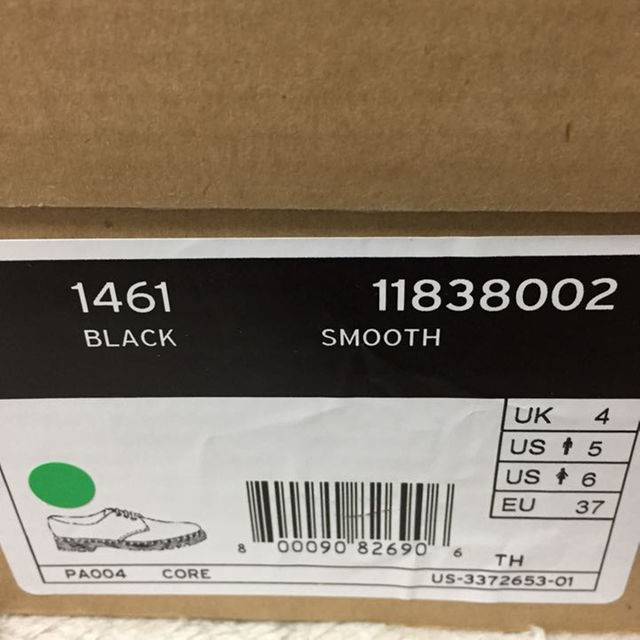 1461 11838002
BLACK SMOOTH
UK 4
US 5
US 6
EU 37
8 00090 82690 6
TH
PA004 CORE US-3372653-01